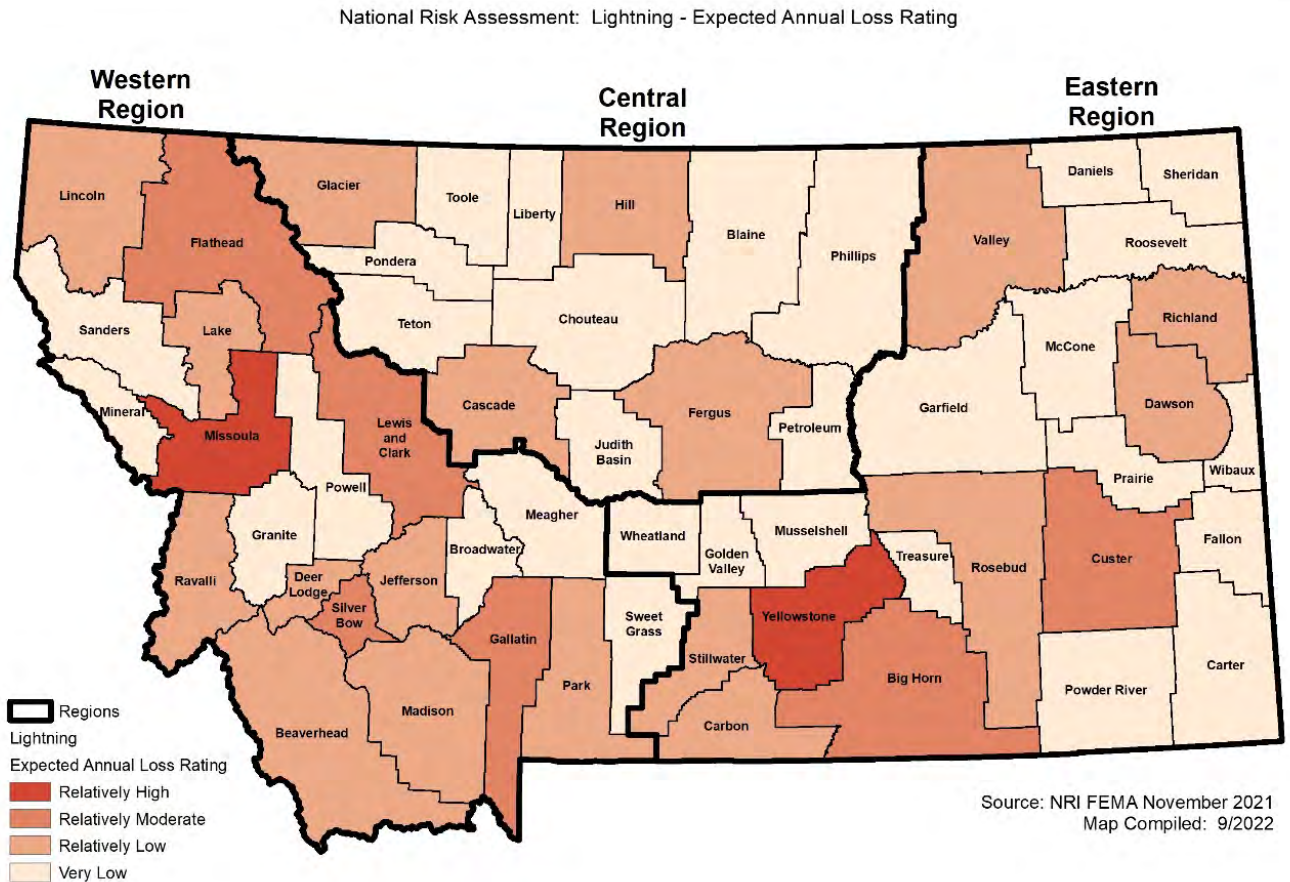 National Risk Assessment: Lightning - Expected Annual Loss Rating
Western
Region
Central
Region
Eastern
Region
Lincoln
Flathead
Glacier
Toole
Liberty
Hill
Blaine
Phillips
Valley
Daniels
Sheridan
Roosevelt
Pondera
Teton
Chouteau
Sanders
Lake
Richland
McCone
Mineral
Missoula
Lewis
and
Clark
Cascade
Judith
Basin
Fergus
Petroleum
Garfield
Dawson
Prairie
Wibaux
Powell
Granite
Meagher
Broadwater
Wheatland
Golden
Valley
Musselshell
Treasure
Rosebud
Custer
Fallon
Ravalli
Deer
Lodge
Silver
Bow
Jefferson
Gallatin
Park
Sweet
Grass
Stillwater
Yellowstone
Big Horn
Carbon
Powder River
Carter
Beaverhead
Madison
Regions
Lightning
Expected Annual Loss Rating
Relatively High
Relatively Moderate
Relatively Low
Very Low
Source: NRI FEMA November 2021
Map Compiled: 9/2022